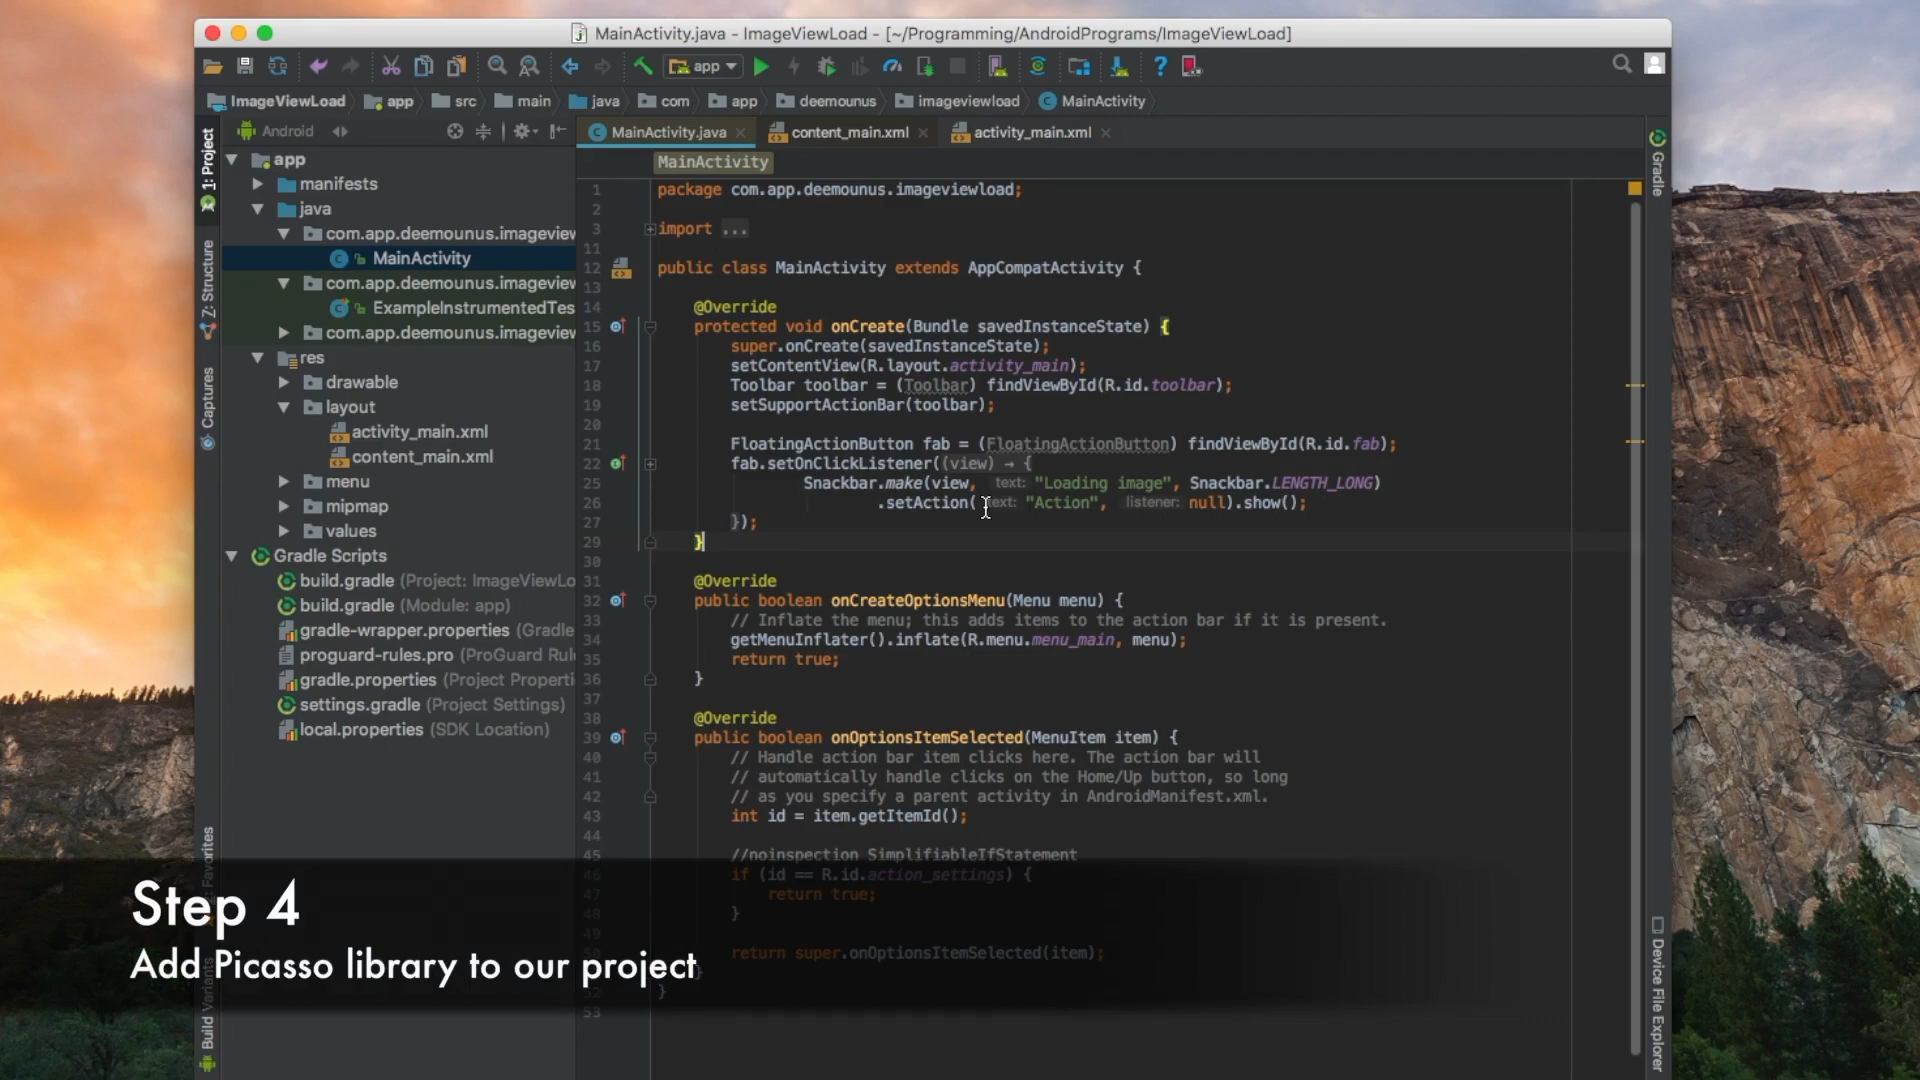 MainActivity.java - ImageViewLoad - [~/Programming/AndroidPrograms/ImageViewLoad]
app
ImageViewLoad app src main java com app deemounus imageviewload MainActivity
1: Project
Z: Structure
Captures
Favorites
Build Variants
Android
app
manifests
java
com.app.deemounus.imageview
MainActivity
com.app.deemounus.imageview
ExampleInstrumentedTes
com.app.deemounus.imageview
res
drawable
layout
activity_main.xml
content_main.xml
menu
mipmap
values
Gradle Scripts
build.gradle (Project: ImageViewLo
build.gradle (Module: app)
gradle-wrapper.properties (Gradle
proguard-rules.pro (ProGuard Rule
gradle.properties (Project Properti
settings.gradle (Project Settings)
local.properties (SDK Location)
MainActivity.java content_main.xml activity_main.xml
MainActivity
1 package com.app.deemounus.imageviewload;
2
3 import ...
11
12 public class MainActivity extends AppCompatActivity {
13
14 @Override
15 protected void onCreate(Bundle savedInstanceState) {
16 super.onCreate(savedInstanceState);
17 setContentView(R.layout.activity_main);
18 Toolbar toolbar = (Toolbar) findViewById(R.id.toolbar);
19 setSupportActionBar(toolbar);
20
21 FloatingActionButton fab = (FloatingActionButton) findViewById(R.id.fab);
22 fab.setOnClickListener((view) → {
25 Snackbar.make(view, text: "Loading image", Snackbar.LENGTH_LONG)
26 .setAction( text: "Action", listener: null).show();
27 });
29 }
30
31 @Override
32 public boolean onCreateOptionsMenu(Menu menu) {
33 // Inflate the menu; this adds items to the action bar if it is present.
34 getMenuInflater().inflate(R.menu.menu_main, menu);
35 return true;
36 }
37
38 @Override
39 public boolean onOptionsItemSelected(MenuItem item) {
40 // Handle action bar item clicks here. The action bar will
41 // automatically handle clicks on the Home/Up button, so long
42 // as you specify a parent activity in AndroidManifest.xml.
43 int id = item.getItemId();
44
45 //noinspection SimplifiableIfStatement
46 if (id == R.id.action_settings) {
47 return true;
48 }
49
50 return super.onOptionsItemSelected(item);
}
52 }
53
Gradle
Device File Explorer
Step 4
Add Picasso library to our project